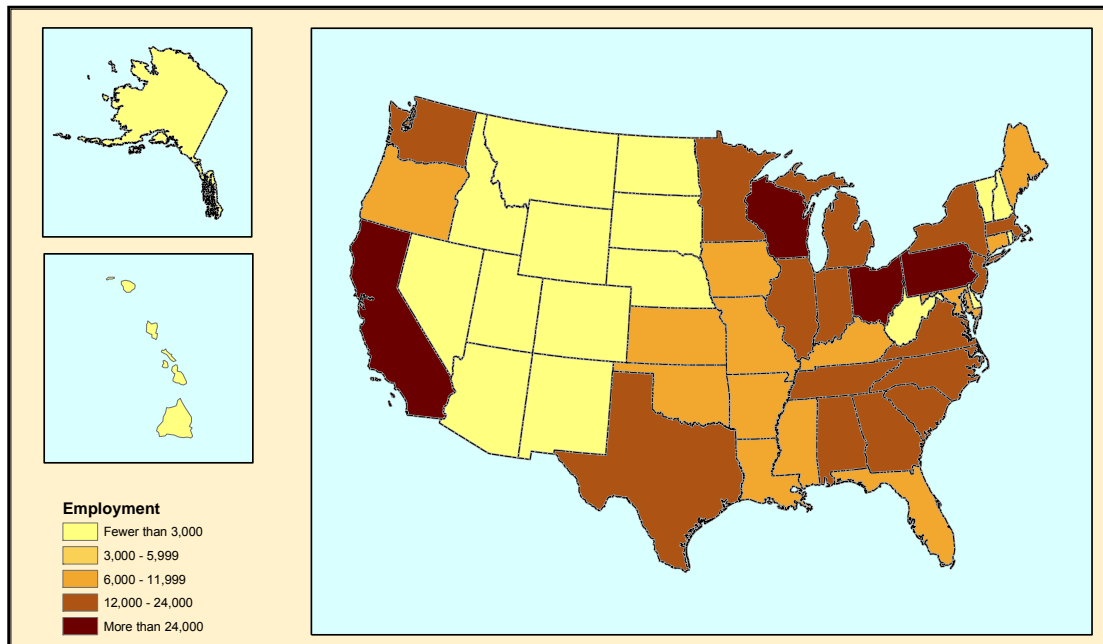 Employment
Fewer than 3,000
3,000 - 5,999
6,000 - 11,999
12,000 - 24,000
More than 24,000